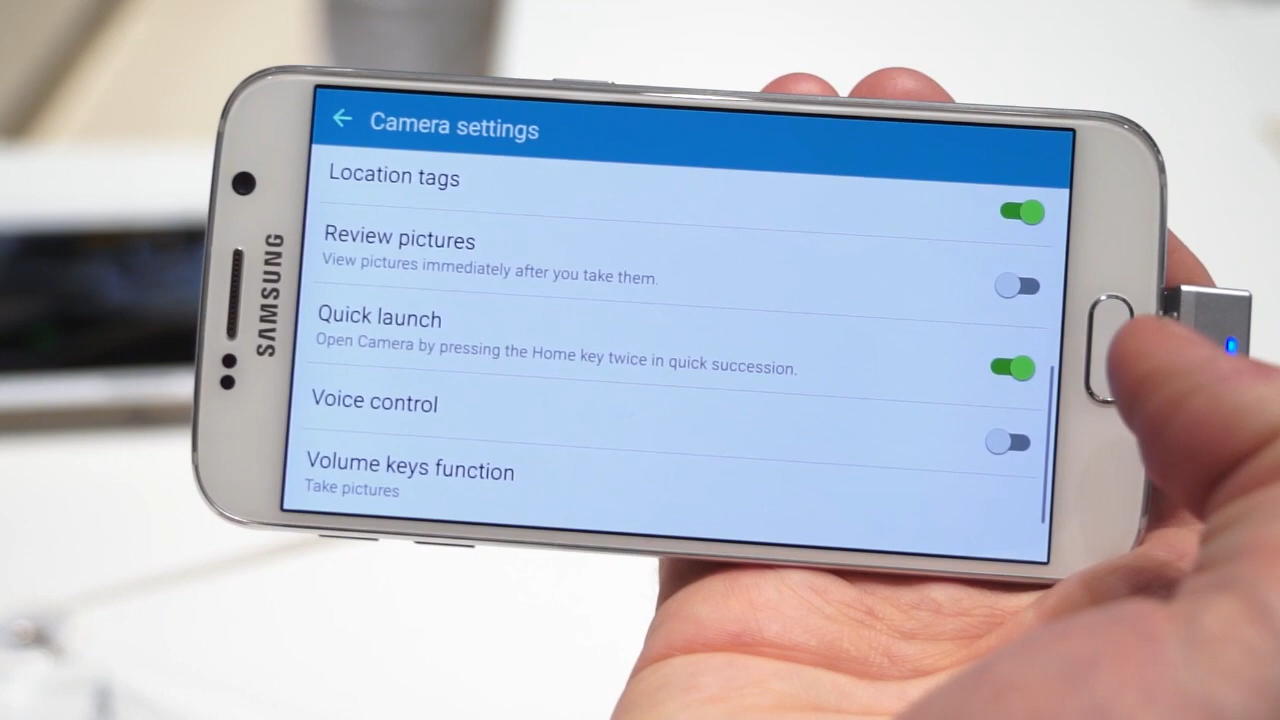 Camera settings
Location tags
Review pictures
View pictures immediately after you take them.
Quick launch
Open Camera by pressing the Home key twice in quick succession.
Voice control
Volume keys function
Take pictures
SAMSUNG